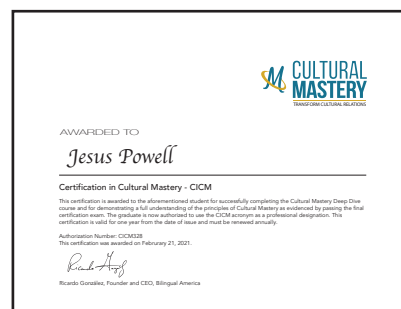 CULTURAL
MASTERY
TRANSFORM CULTURAL RELATIONS
AWARDED TO
Jesus Powell
Certification in Cultural Mastery - CICM
This certification is awarded to the aforementioned student for successfully completing the Cultural Mastery Deep Dive
course and for demonstrating a full understanding of the principles of Cultural Mastery as evidenced by passing the final
certification exam. The graduate is now authorized to use the CICM acronym as a professional designation. This
certification is valid for one year from the date of issue and must be renewed annually.
Authorization Number: CICM328
This certification was awarded on Februrary 21, 2021.
Ricardo González, Founder and CEO, Bilingual America